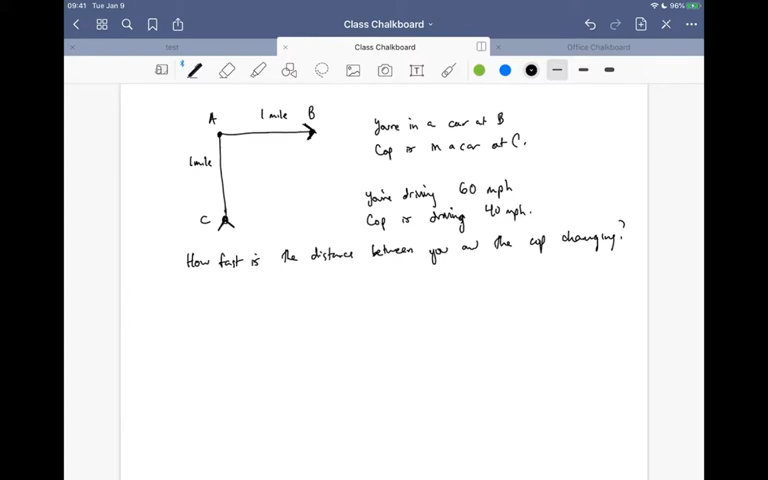 09:41 Tue Jan 9
96%
Class Chalkboard
test
Class Chalkboard
Office Chalkboard
A 1 mile B
1 mile
C
You're in a car at B
Cop is in a car at C.
you're driving 60 mph
Cop is driving 40 mph.
How fast is the distance between you an the cop changing?